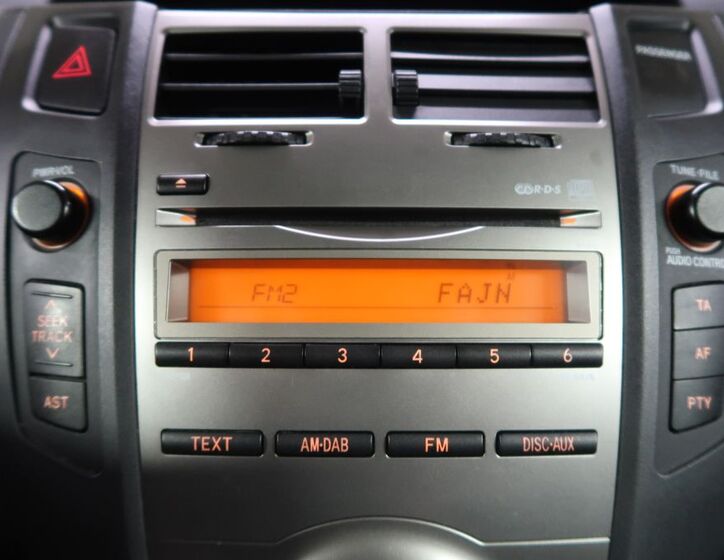 PASSENGER
PWR·VOL
R·D·S
TUNE·FILE
PUSH
AUDIO CONTROL
AF
FM2 FAJN
SEEK
TRACK
TA
AF
PTY
1 2 3 4 5 6
AST
TEXT AM·DAB FM DISC·AUX